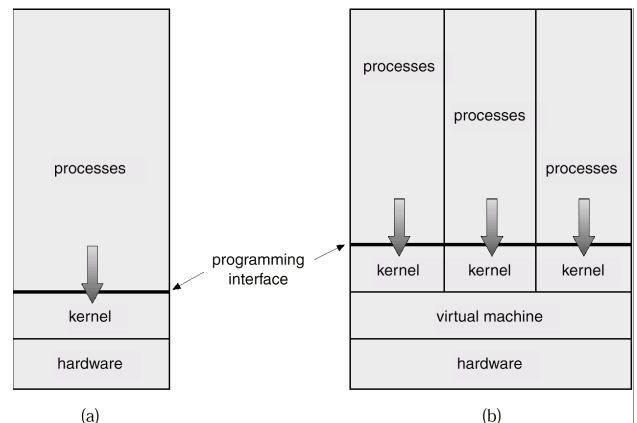 processes
kernel
hardware
(a)
programming
interface
processes
processes
processes
kernel
kernel
kernel
virtual machine
hardware
(b)